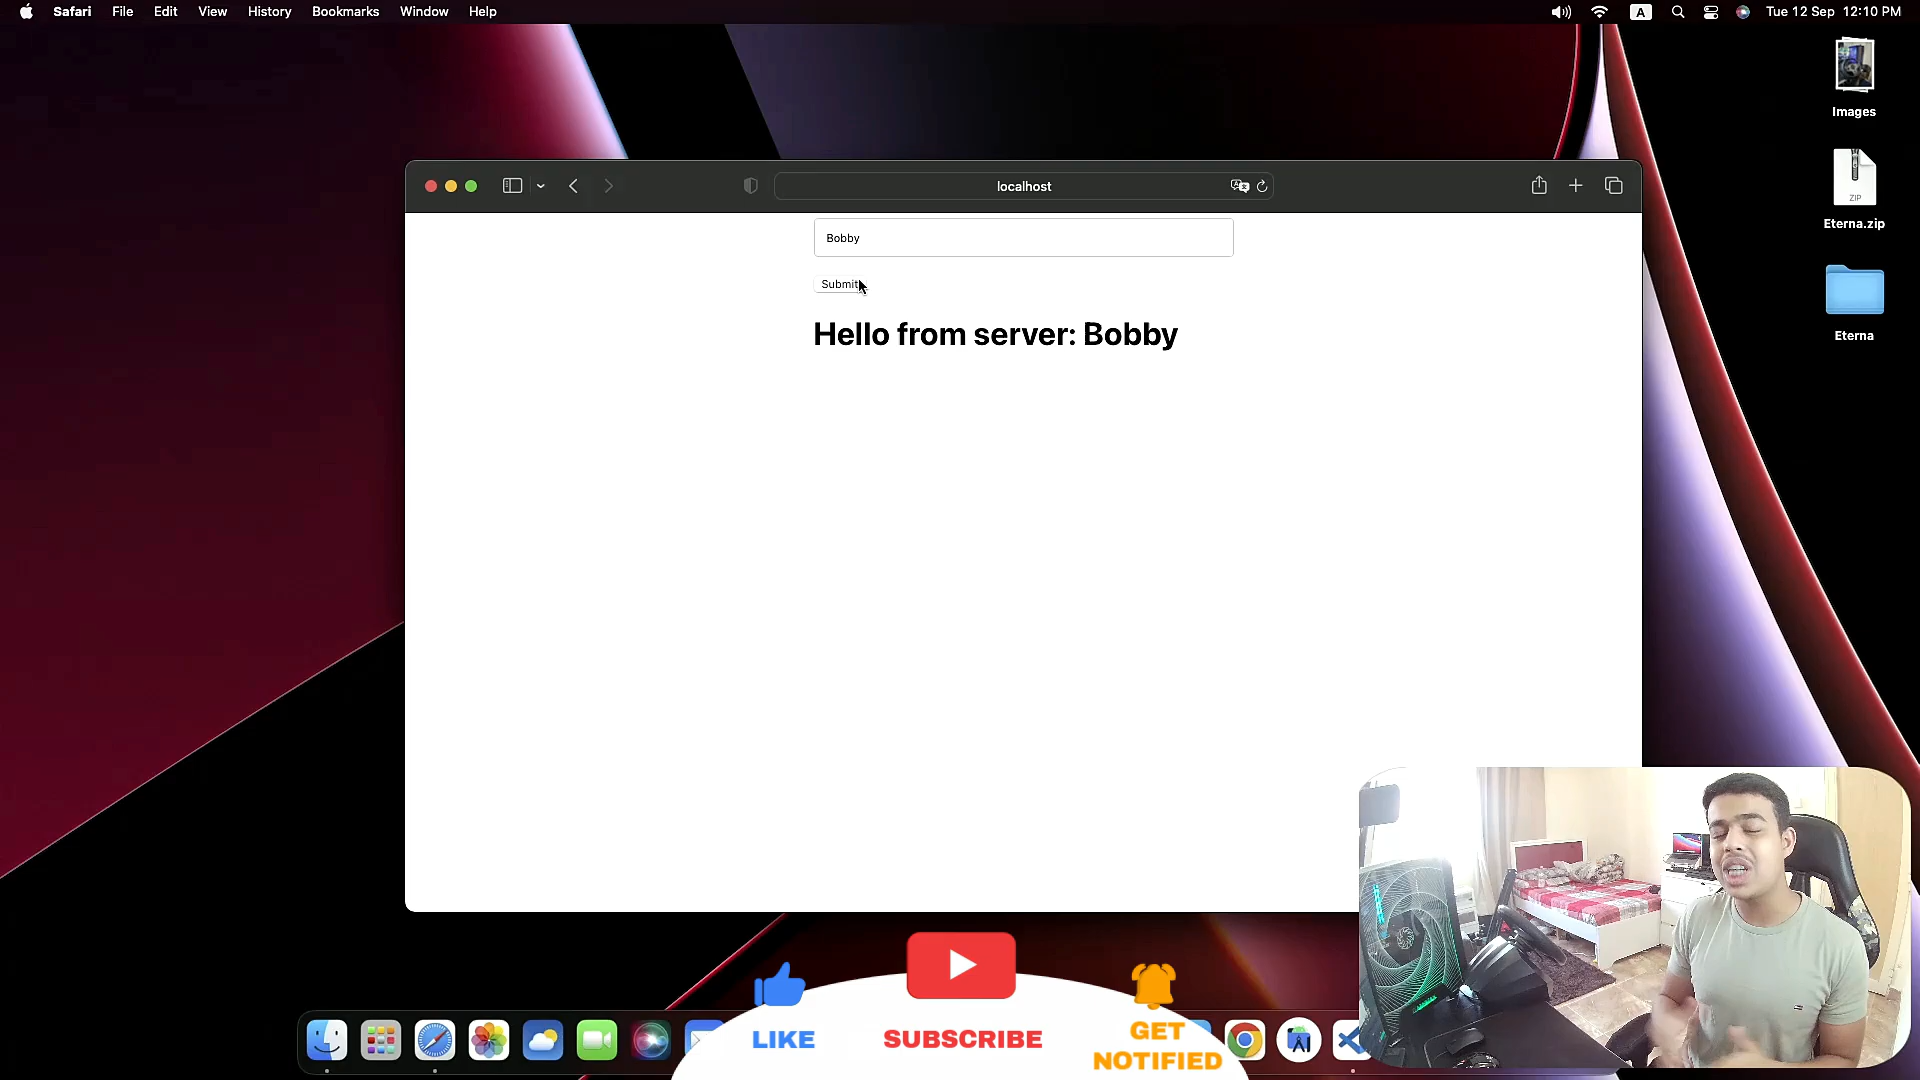 Safari File Edit View History Bookmarks Window Help
A
Tue 12 Sep 12:10 PM
Images
ZIP
Eterna.zip
Eterna
localhost
Bobby
Submit
Hello from server: Bobby
LIKE
SUBSCRIBE
GET
NOTIFIED